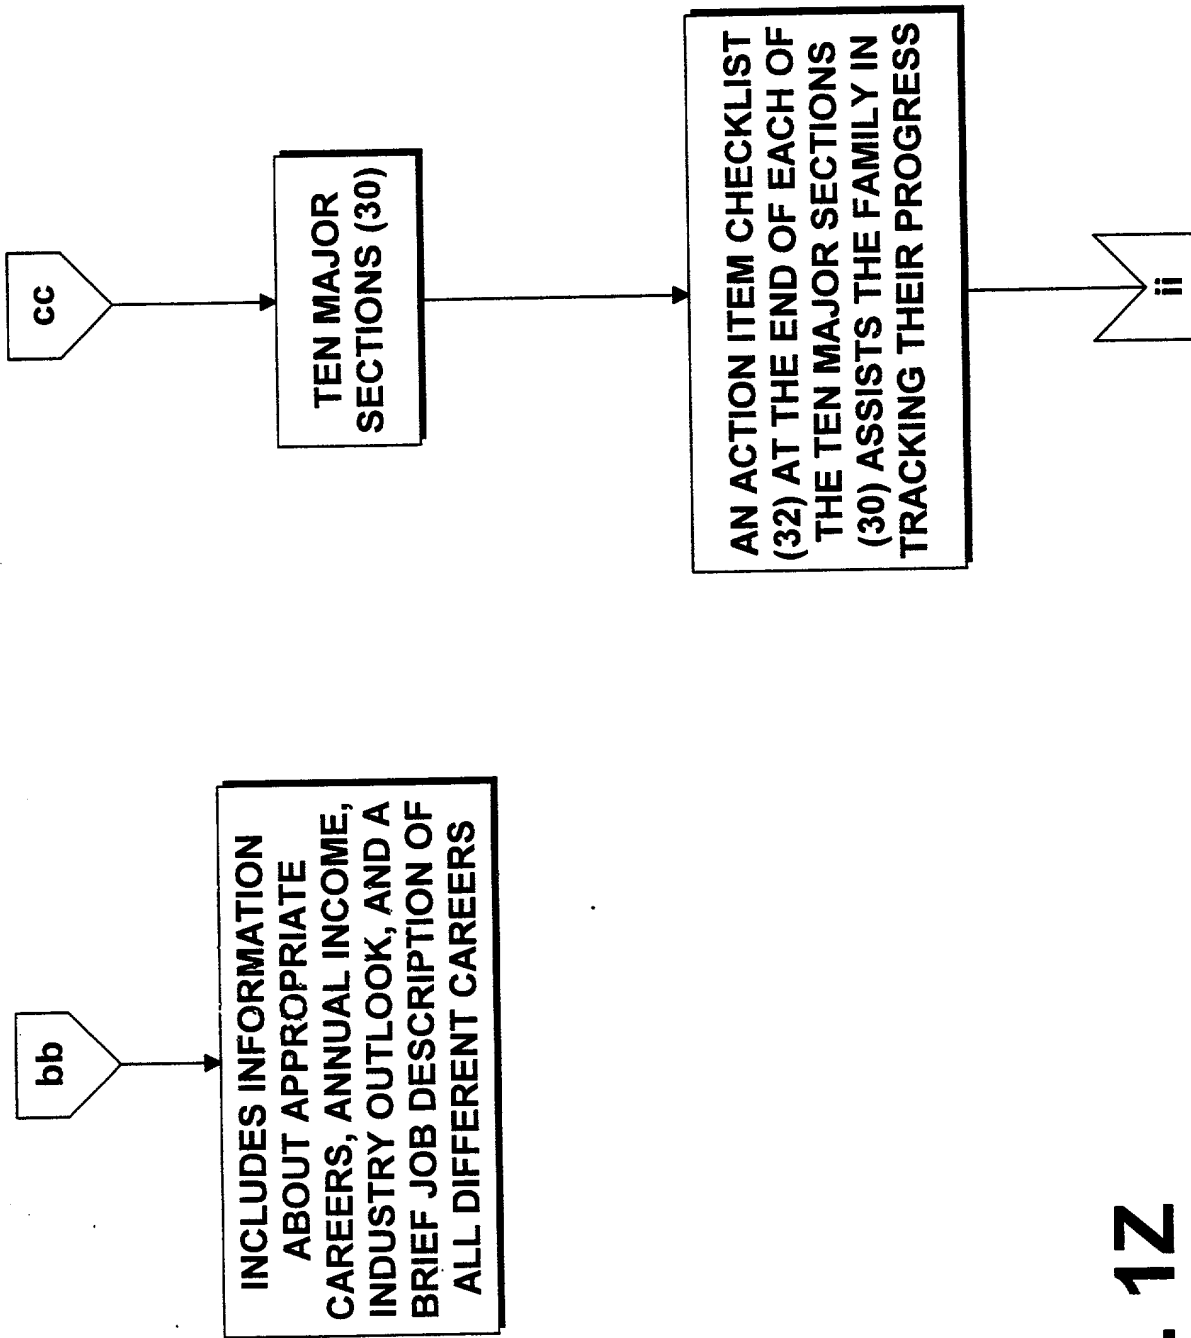 bb
INCLUDES INFORMATION
ABOUT APPROPRIATE
CAREERS, ANNUAL INCOME,
INDUSTRY OUTLOOK, AND A
BRIEF JOB DESCRIPTION OF
ALL DIFFERENT CAREERS
cc
TEN MAJOR
SECTIONS (30)
AN ACTION ITEM CHECKLIST
(32) AT THE END OF EACH OF
THE TEN MAJOR SECTIONS
(30) ASSISTS THE FAMILY IN
TRACKING THEIR PROGRESS
ii
. 1Z